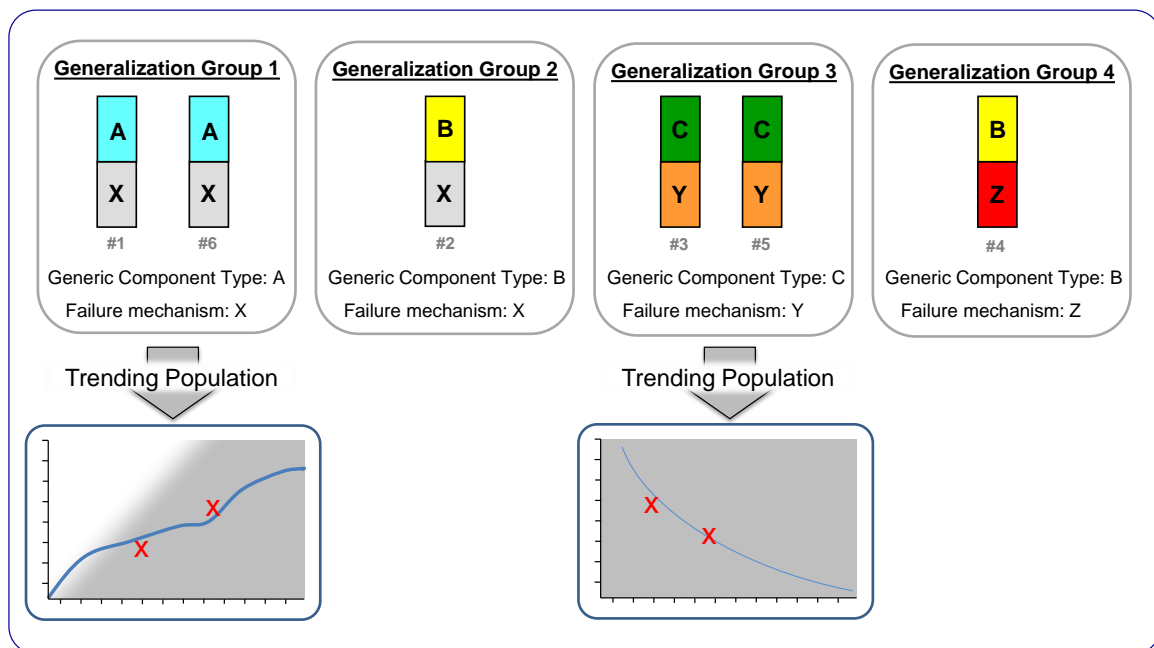 Generalization Group 1
A A
X X
#1 #6
Generic Component Type: A
Failure mechanism: X
Generalization Group 2
B
X
#2
Generic Component Type: B
Failure mechanism: X
Generalization Group 3
C C
Y Y
#3 #5
Generic Component Type: C
Failure mechanism: Y
Generalization Group 4
B
Z
#4
Generic Component Type: B
Failure mechanism: Z
Trending Population
X
X
Trending Population
X
X